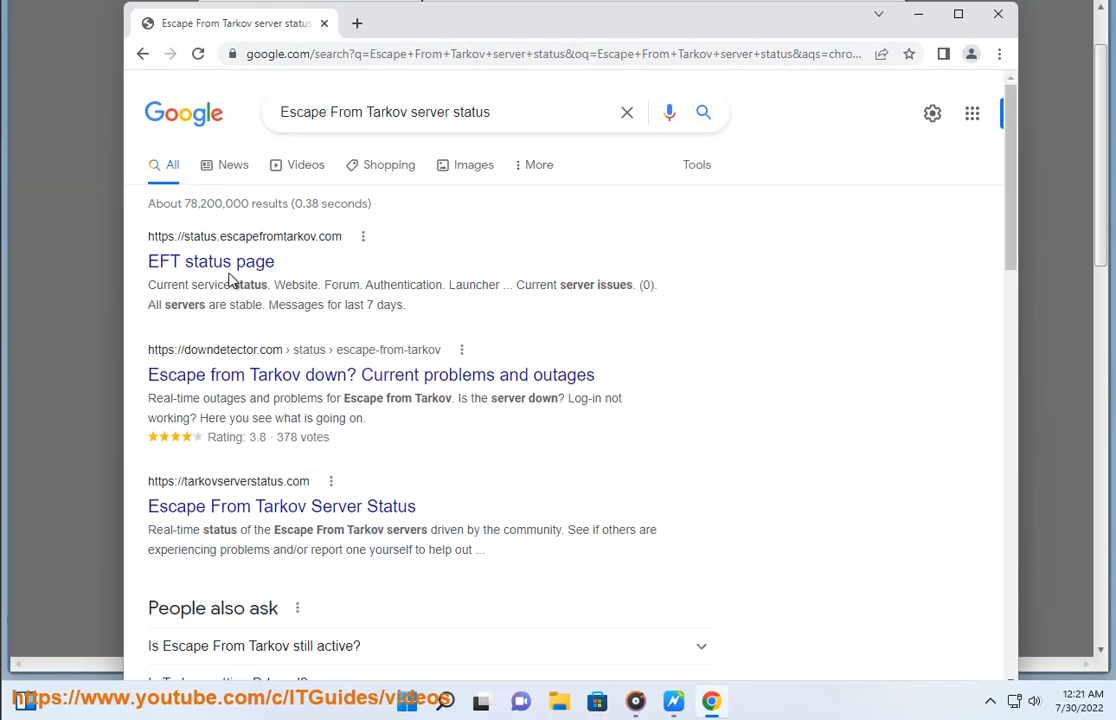 Escape From Tarkov server status
google.com/search?q=Escape+From+Tarkov+server+status&oq=Escape+From+Tarkov+server+status&aqs=chro...
Google
Escape From Tarkov server status
All
News
Videos
Shopping
Images
More
Tools
About 78,200,000 results (0.38 seconds)
https://status.escapefromtarkov.com
EFT status page
Current service status. Website. Forum. Authentication. Launcher ... Current server issues. (0).
All servers are stable. Messages for last 7 days.
https://downdetector.com › status › escape-from-tarkov
Escape from Tarkov down? Current problems and outages
Real-time outages and problems for Escape from Tarkov. Is the server down? Log-in not
working? Here you see what is going on.
Rating: 3.8 · 378 votes
https://tarkovserverstatus.com
Escape From Tarkov Server Status
Real-time status of the Escape From Tarkov servers driven by the community. See if others are
experiencing problems and/or report one yourself to help out ...
People also ask
Is Escape From Tarkov still active?
https://www.youtube.com/c/ITGuides/videos
12:21 AM
7/30/2022